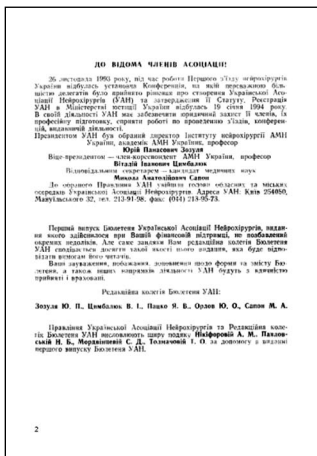 ДО ВІДОМА ЧЛЕНІВ АСОЦІАЦІЇ!
26 листопада 1993 року, під час роботи Першого з'їзду нейрохірургів
України відбулась установча Конференція, на якій переважною біль-
шістю делегатів було прийнято рішення про створення Української Асо-
ціації Нейрохірургів (УАН) та затвердження її Статуту. Реєстрація
УАН в Міністерстві юстиції України відбулась 19 січня 1994 року.
В своїй діяльності УАН має забезпечити юридичний захист її членів, їх
професійну підготовку, сприяти роботі по проведенню з'їздів, конферен-
цій, видавничій діяльності.
Президентом УАН був обраний директор Інституту нейрохірургії АМН
України, академік АМН України, професор
Юрій Панасович Зозуля
Віце-президентом — член-кореспондент АМН України, професор
Віталій Іванович Цимбалюк
Відповідальним секретарем — кандидат медичних наук
Микола Анатолійович Сапон
До обраного Правління УАН увійшли голови обласних та міських
осередків Української Асоціації Нейрохірургів. Адреса УАН: Київ 254050,
Мануїльського 32, тел. 213-91-98, факс: (044) 213-95-73.
Перший випуск Бюлетеня Української Асоціації Нейрохірургів, видан-
ня якого здійснилося при Вашій фінансовій підтримці, не позбавлений
окремих недоліків. Але саме завдяки Вам редакційна колегія Бюлетеня
УАН сподівається досягти такої якості цього видання, яка буде відпо-
відати вимогам його читачів.
Ваші зауваження, побажання, доповнення щодо форми та змісту Бю-
летеня, а також інших напрямків діяльності УАН будуть з вдячністю
прийняті і враховані.
Редакційна колегія Бюлетеня УАН:
Зозуля Ю. П., Цимбалюк В. І., Пацко Я. В., Орлов Ю. О., Сапон М. А.
Правління Української Асоціації Нейрохірургів та Редакційна коле-
гія Бюлетеня УАН висловлюють щиру подяку Нікіфоровій А. М., Павлов-
ській Н. Б., Мордвінцевій С. Д., Толмачовій Т. О. за допомогу в виданні
першого випуску Бюлетеня УАН.
2